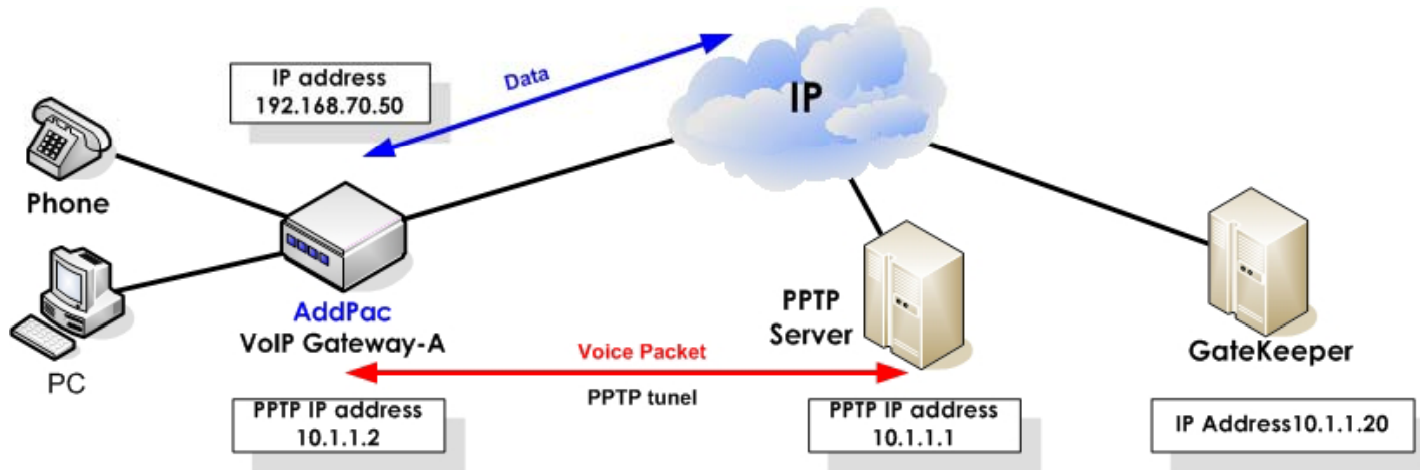 IP address
192.168.70.50
Data
IP
Phone
AddPac
VoIP Gateway-A
PC
PPTP
Server
GateKeeper
Voice Packet
PPTP tunel
PPTP IP address
10.1.1.2
PPTP IP address
10.1.1.1
IP Address10.1.1.20